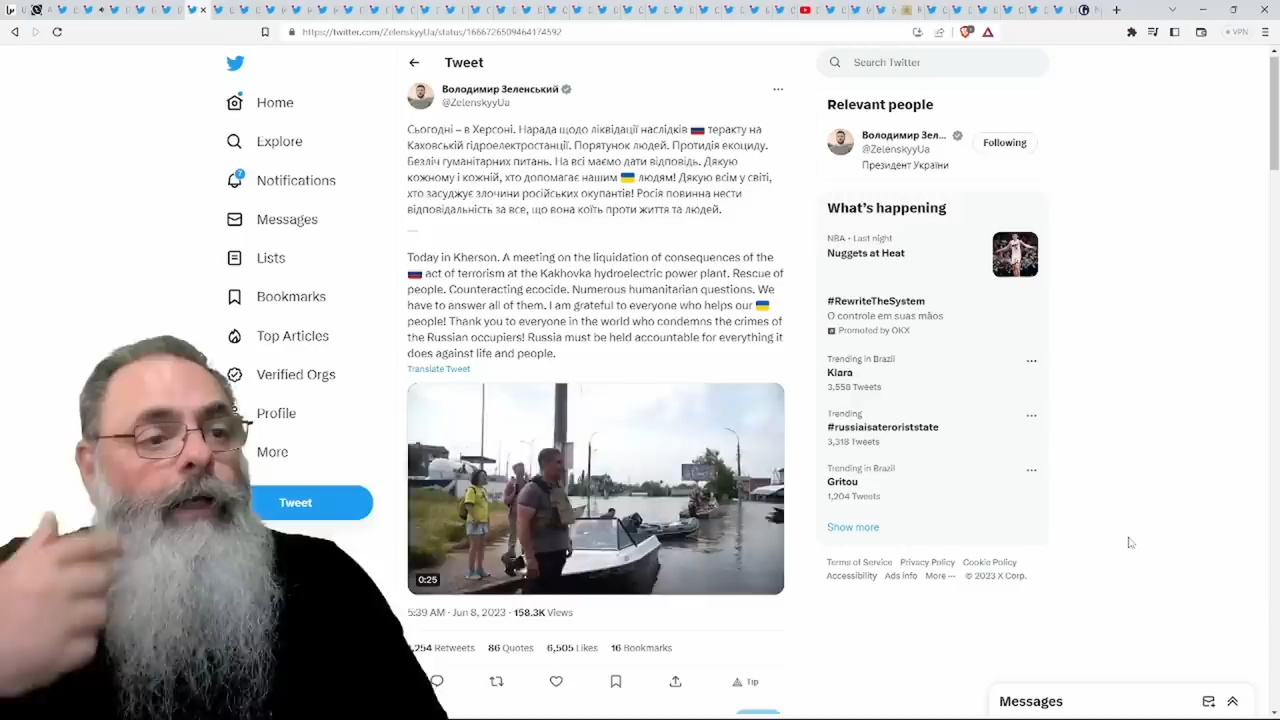 https://twitter.com/ZelenskyyUa/status/1666726509464174592
VPN
Home
Explore
7
Notifications
Messages
Lists
Bookmarks
Top Articles
Verified Orgs
Profile
More
Tweet
Tweet
Володимир Зеленський
@ZelenskyyUa
Сьогодні – в Херсоні. Нарада щодо ліквідації наслідків 🇷🇺 теракту на
Каховській гідроелектростанції. Порятунок людей. Протидія екоциду.
Безліч гуманітарних питань. На всі маємо дати відповідь. Дякую
кожному і кожній, хто допомагає нашим 🇺🇦 людям! Дякую всім у світі,
хто засуджує злочини російських окупантів! Росія повинна нести
відповідальність за все, що вона коїть проти життя та людей.
—
Today in Kherson. A meeting on the liquidation of consequences of the
🇷🇺 act of terrorism at the Kakhovka hydroelectric power plant. Rescue of
people. Counteracting ecocide. Numerous humanitarian questions. We
have to answer all of them. I am grateful to everyone who helps our 🇺🇦
people! Thank you to everyone in the world who condemns the crimes of
the Russian occupiers! Russia must be held accountable for everything it
does against life and people.
Translate Tweet
0:25
5:39 AM · Jun 8, 2023 · 158.3K Views
,254 Retweets 86 Quotes 6,505 Likes 16 Bookmarks
Tip
Search Twitter
Relevant people
Володимир Зел...
@ZelenskyyUa
Following
Президент України
What's happening
NBA · Last night
Nuggets at Heat
#RewriteTheSystem
O controle em suas mãos
Promoted by OKX
Trending in Brazil
Kiara
3,558 Tweets
Trending
#russiaisateroriststate
3,318 Tweets
Trending in Brazil
Gritou
1,204 Tweets
Show more
Terms of Service Privacy Policy Cookie Policy
Accessibility Ads info More ··· © 2023 X Corp.
Messages